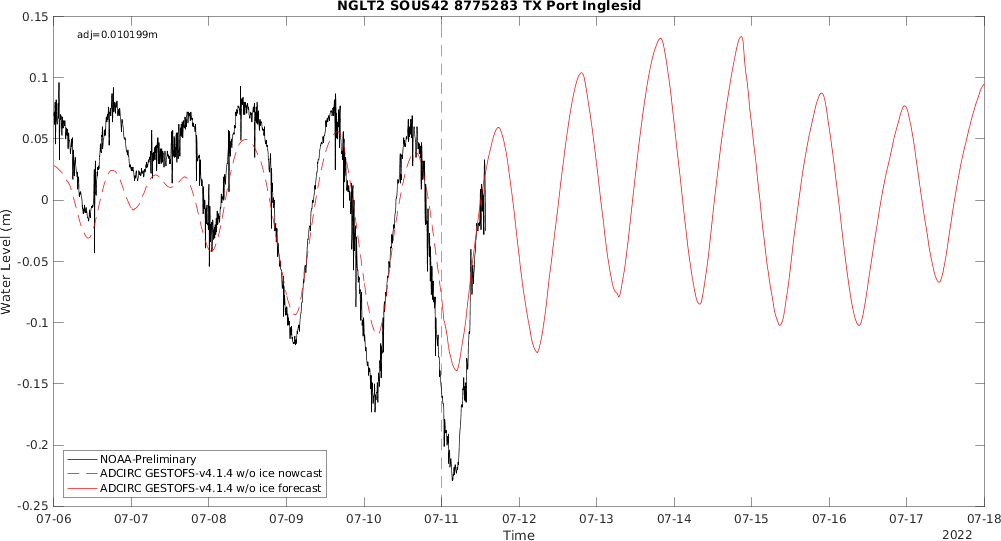 NGLT2 SOUS42 8775283 TX Port Inglesid
adj=0.010199m
0.15
0.1
0.05
0
-0.05
-0.1
-0.15
-0.2
-0.25
Water Level (m)
NOAA-Preliminary
ADCIRC GESTOFS-v4.1.4 w/o ice nowcast
ADCIRC GESTOFS-v4.1.4 w/o ice forecast
07-06 07-07 07-08 07-09 07-10 07-11 07-12 07-13 07-14 07-15 07-16 07-17 07-18
Time
2022